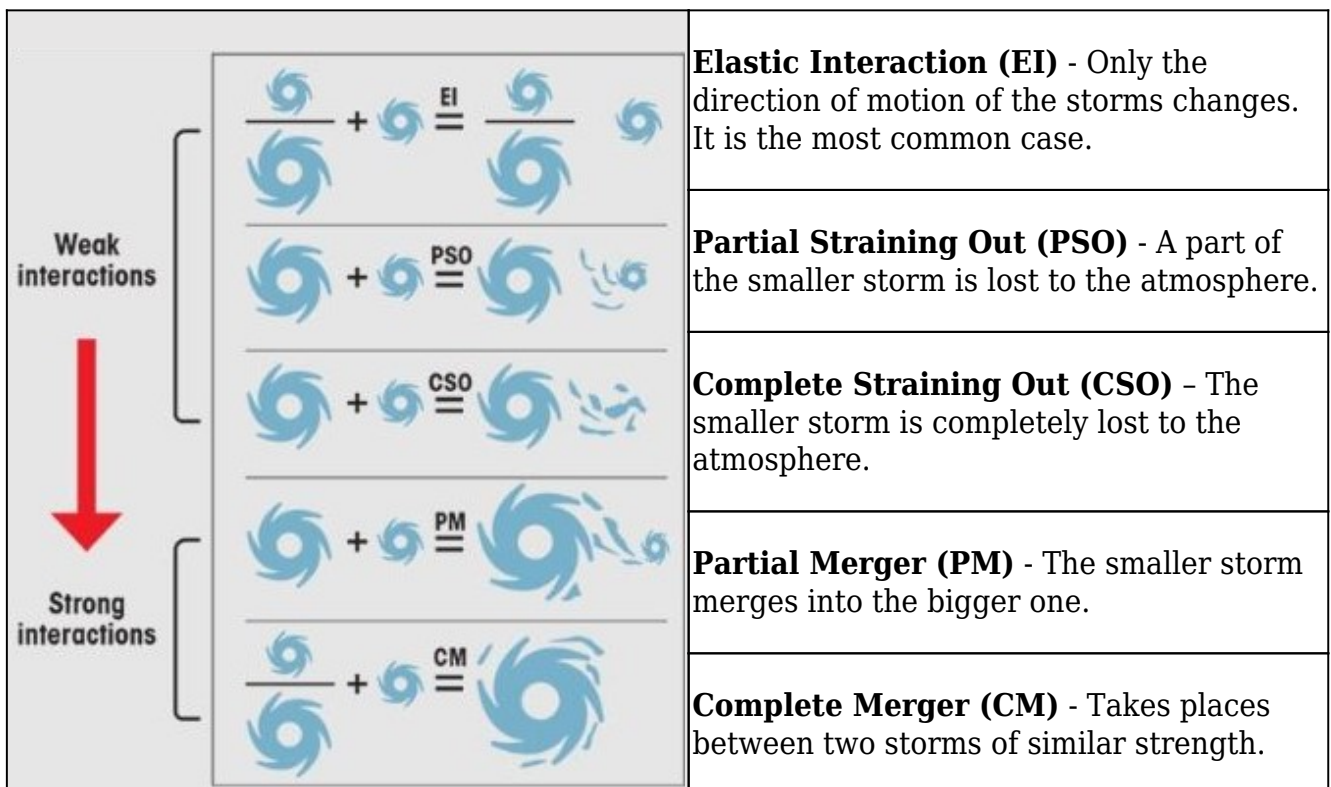 Weak
interactions
Strong
interactions
+ EI =
+ PSO =
+ CSO =
+ PM =
+ CM =
Elastic Interaction (EI) - Only the
direction of motion of the storms changes.
It is the most common case.
Partial Straining Out (PSO) - A part of
the smaller storm is lost to the atmosphere.
Complete Straining Out (CSO) – The
smaller storm is completely lost to the
atmosphere.
Partial Merger (PM) - The smaller storm
merges into the bigger one.
Complete Merger (CM) - Takes places
between two storms of similar strength.